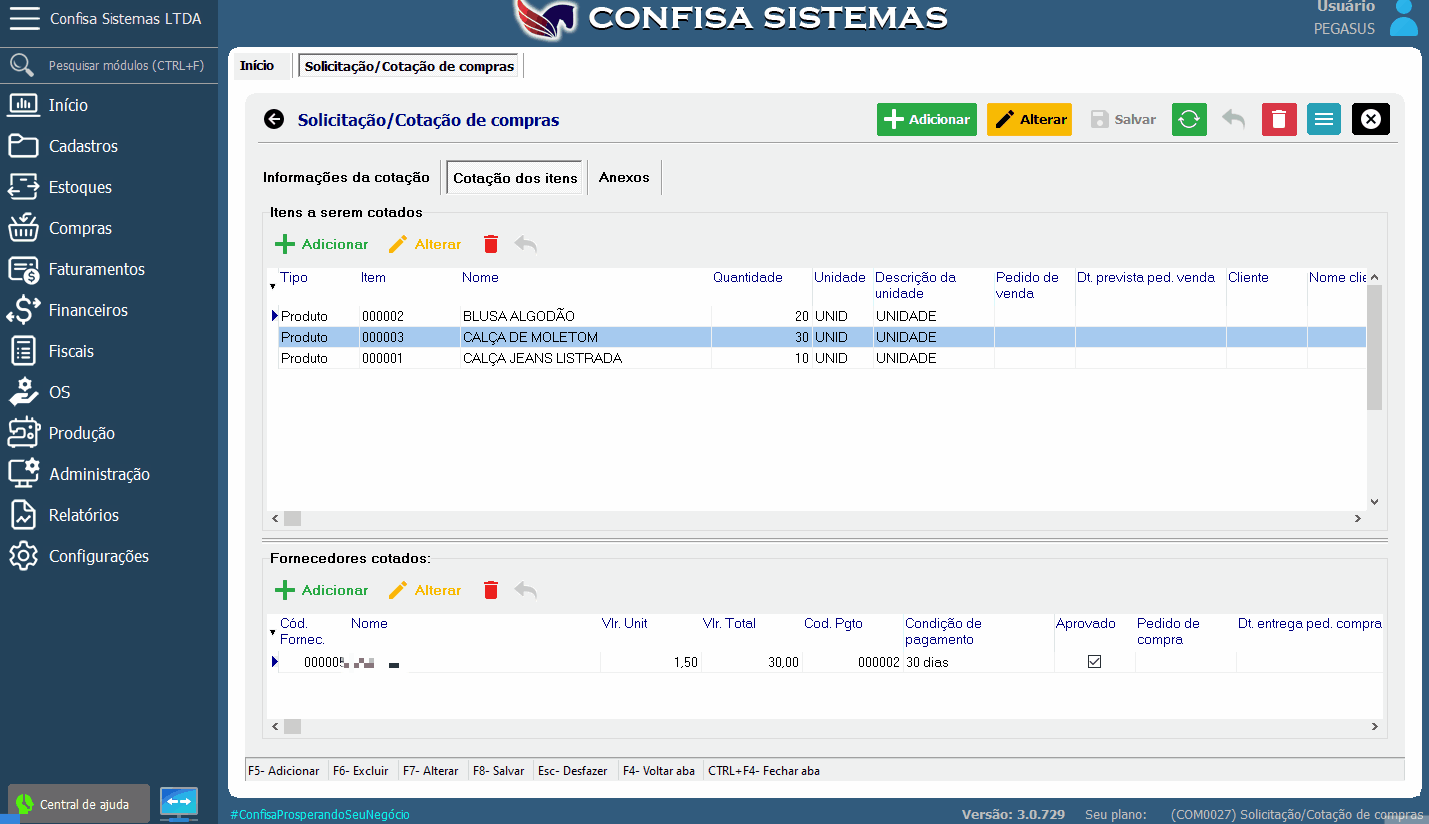 Confisa Sistemas LTDA
CONFISA SISTEMAS
Usuário
PEGASUS
Pesquisar módulos (CTRL+F)
Início
Cadastros
Estoques
Compras
Faturamentos
Financeiros
Fiscais
OS
Produção
Administração
Relatórios
Configurações
Central de ajuda
Início Solicitação/Cotação de compras
Solicitação/Cotação de compras
Adicionar Alterar Salvar
Informações da cotação Cotação dos itens Anexos
Itens a serem cotados
Adicionar Alterar
Tipo Item Nome Quantidade Unidade Descrição da unidade Pedido de venda Dt. prevista ped. venda Cliente Nome clie
Produto 000002 BLUSA ALGODÃO 20 UNID UNIDADE
Produto 000003 CALÇA DE MOLETOM 30 UNID UNIDADE
Produto 000001 CALÇA JEANS LISTRADA 10 UNID UNIDADE
Fornecedores cotados:
Adicionar Alterar
Cód. Fornec. Nome Vlr. Unit Vlr. Total Cod. Pgto Condição de pagamento Aprovado Pedido de compra Dt. entrega ped. compra
1,50 30,00 000002 30 dias
F5- Adicionar F6- Excluir F7- Alterar F8- Salvar Esc- Desfazer F4- Voltar aba CTRL+F4- Fechar aba
#ConfisaProsperandoSeuNegócio Versão: 3.0.729 Seu plano: (COM0027) Solicitação/Cotação de compras